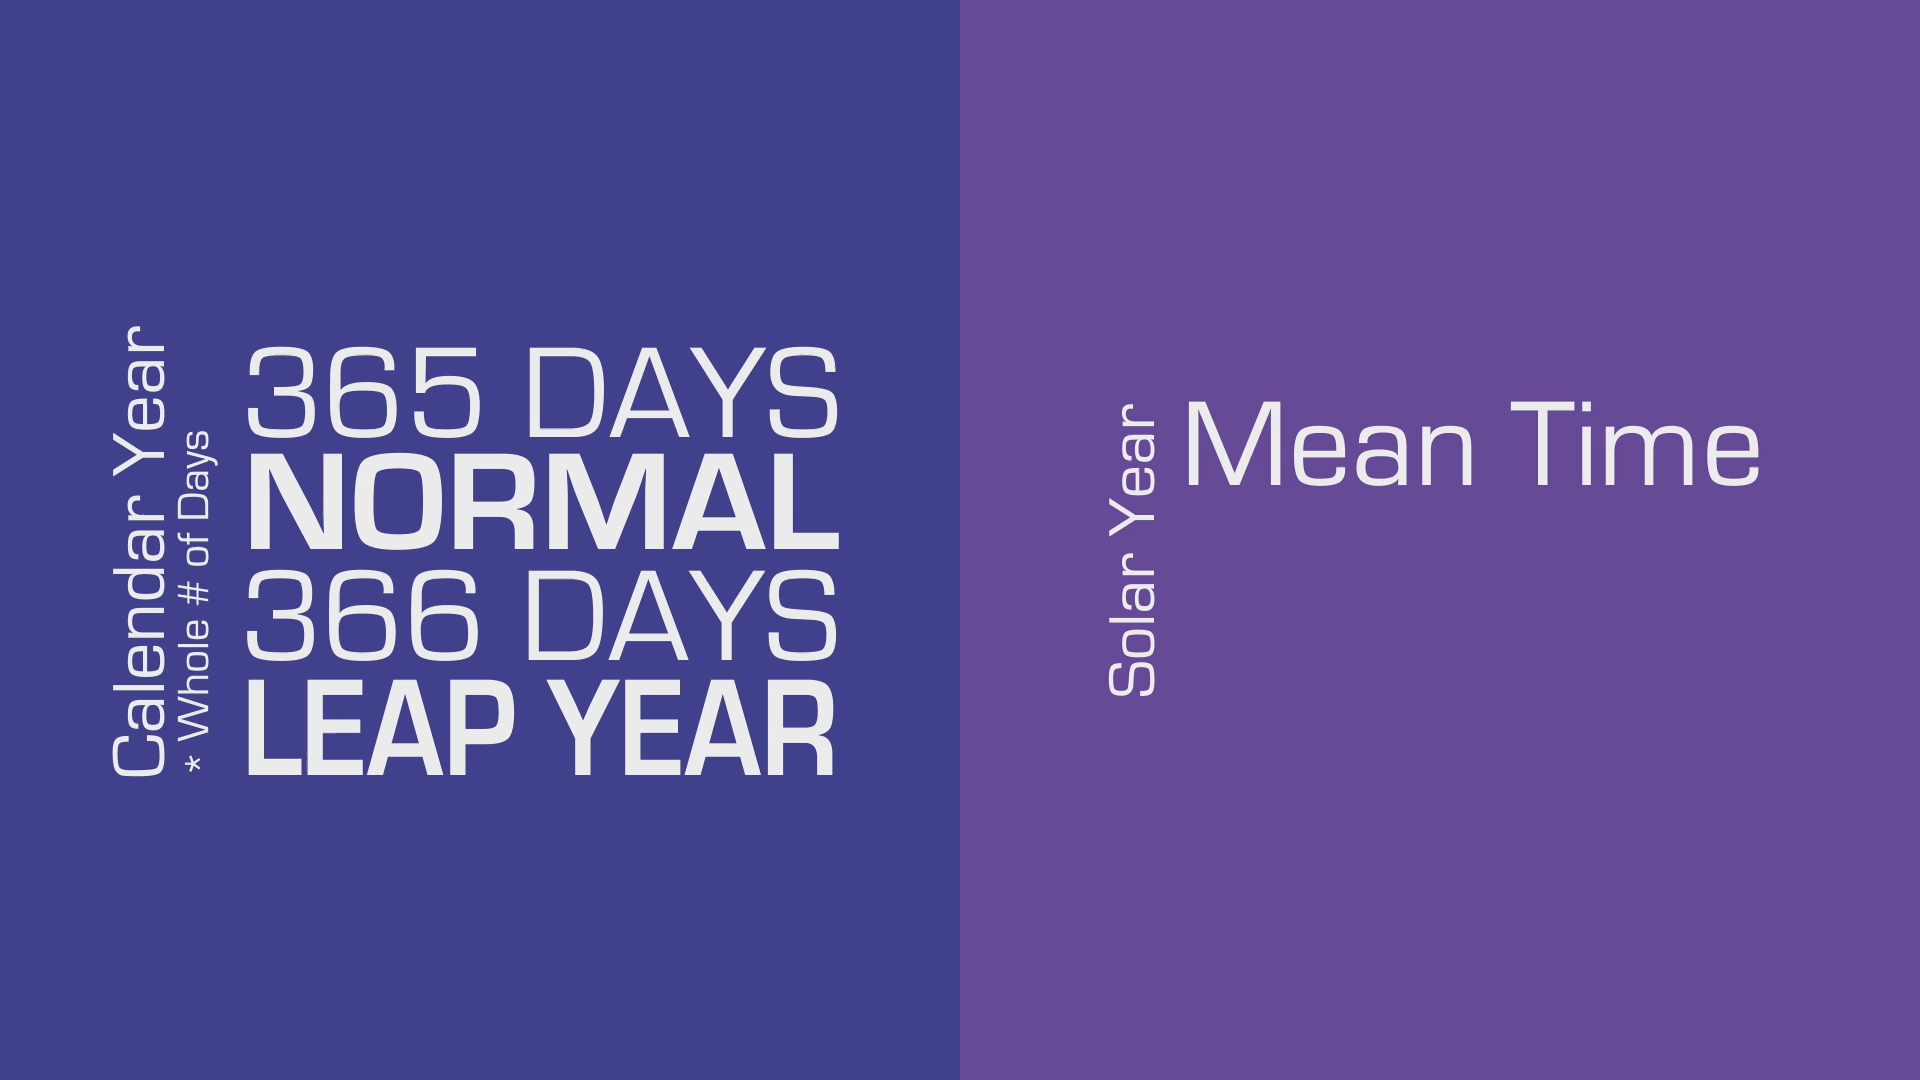 Calendar Year
* Whole # of Days
365 DAYS
NORMAL
366 DAYS
LEAP YEAR
Solar Year
Mean Time